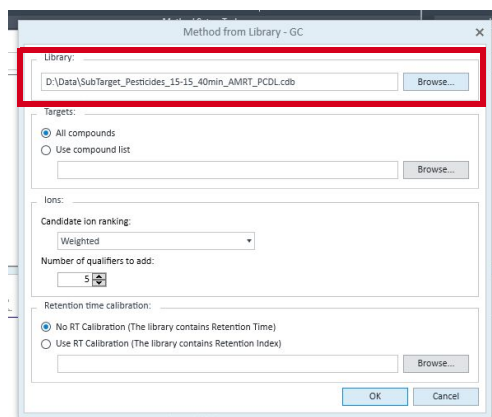 Method from Library - GC
Library:
D:\Data\SubTarget_Pesticides_15-15_40min_AMRT_PCDL.cdb
Browse...
Targets:
All compounds
Use compound list
Browse...
Ions:
Candidate ion ranking:
Weighted
Number of qualifiers to add:
5
Retention time calibration:
No RT Calibration (The library contains Retention Time)
Use RT Calibration (The library contains Retention Index)
Browse...
OK Cancel